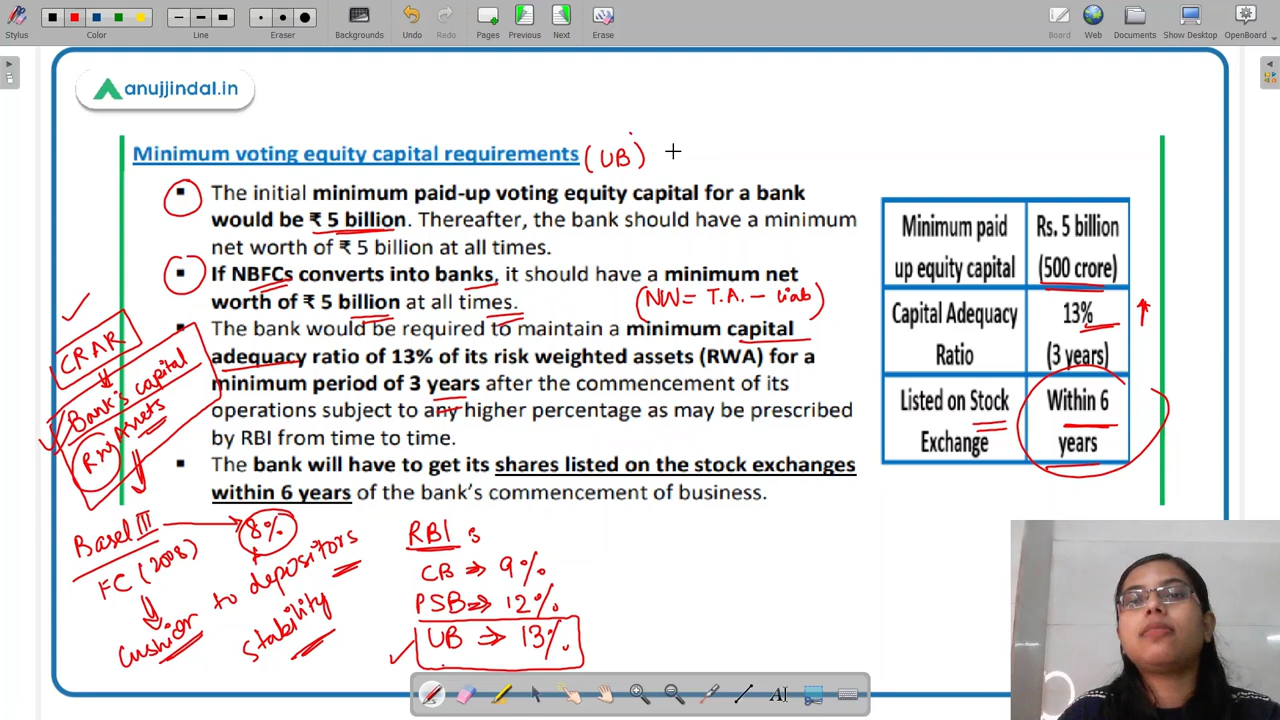 Stylus
Color
Line
Eraser
Backgrounds
Undo
Redo
Pages
Previous
Next
Erase
Board
Web
Documents
Show Desktop
OpenBoard
anujjindal.in
Minimum voting equity capital requirements (UB)
The initial minimum paid-up voting equity capital for a bank
would be ₹ 5 billion. Thereafter, the bank should have a minimum
net worth of ₹ 5 billion at all times.
If NBFCs converts into banks, it should have a minimum net
worth of ₹ 5 billion at all times.
(NW = T.A. - Liab)
The bank would be required to maintain a minimum capital
adequacy ratio of 13% of its risk weighted assets (RWA) for a
minimum period of 3 years after the commencement of its
operations subject to any higher percentage as may be prescribed
by RBI from time to time.
The bank will have to get its shares listed on the stock exchanges
within 6 years of the bank's commencement of business.
Minimum paid
up equity capital
Rs. 5 billion
(500 crore)
Capital Adequacy
Ratio
13%
(3 years)
Listed on Stock
Exchange
Within 6
years
CRAR
Bank's capital
RW Assets
Basel III
8%
FC (2008)
cushion to depositors
stability
RBI
CB → 9%
PSB → 12%
UB → 13%